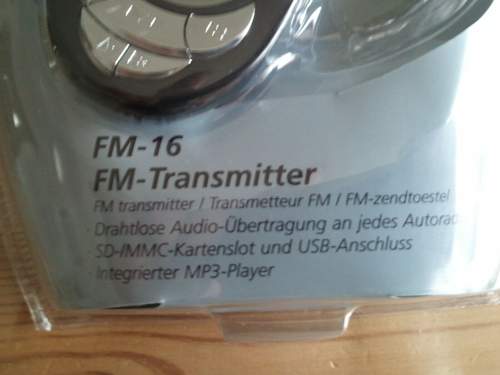 FM-16
FM-Transmitter
FM transmitter / Transmetteur FM / FM-zendtoestel
· Drahtlose Audio-Übertragung an jedes Autorad
· SD-/MMC-Kartenslot und USB-Anschluss
· Integrierter MP3-Player